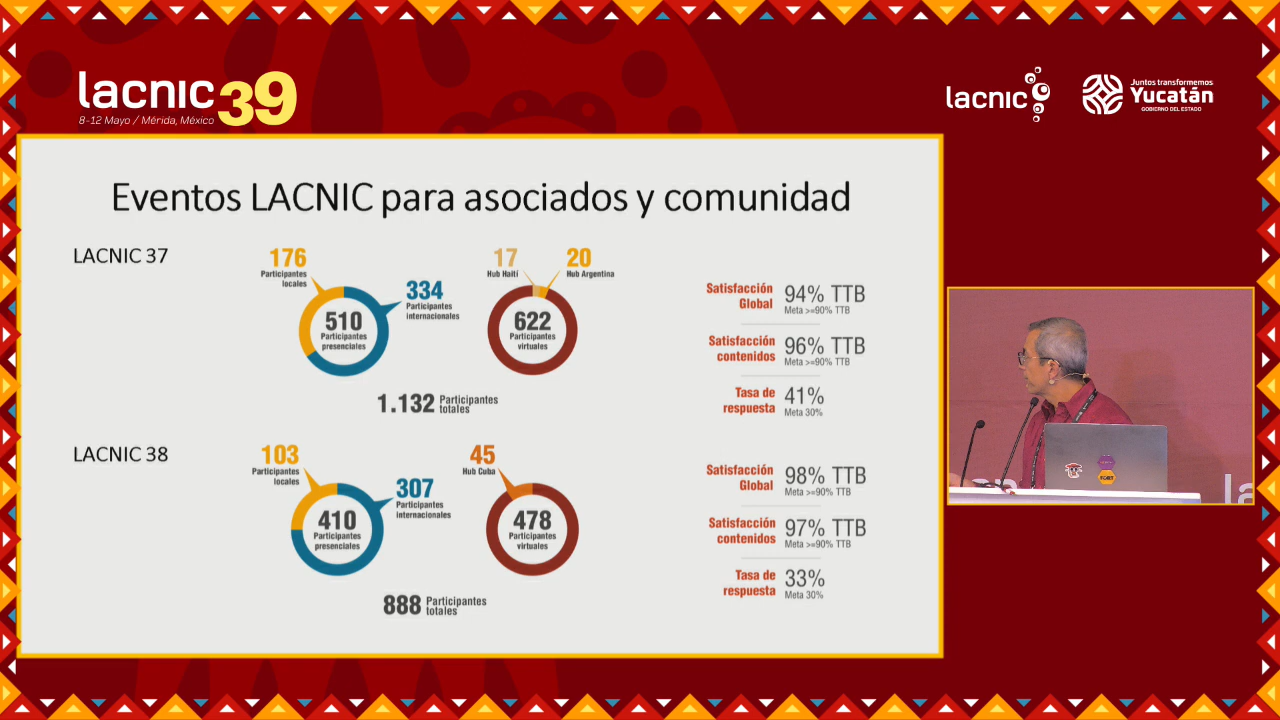 lacnic 39
8-12 Mayo / Mérida, México
lacnic
Juntos transformemos
Yucatán
GOBIERNO DEL ESTADO
Eventos LACNIC para asociados y comunidad
LACNIC 37
176
Participantes
locales
334
Participantes
internacionales
510
Participantes
presenciales
17
Hub Haití
20
Hub Argentina
622
Participantes
virtuales
1.132 Participantes
totales
Satisfacción
Global
94% TTB
Meta >=90% TTB
Satisfacción
contenidos
96% TTB
Meta >=90% TTB
Tasa de
respuesta
41%
Meta 30%
LACNIC 38
103
Participantes
locales
307
Participantes
internacionales
410
Participantes
presenciales
45
Hub Cuba
478
Participantes
virtuales
888 Participantes
totales
Satisfacción
Global
98% TTB
Meta >=90% TTB
Satisfacción
contenidos
97% TTB
Meta >=90% TTB
Tasa de
respuesta
33%
Meta 30%
FORT
la